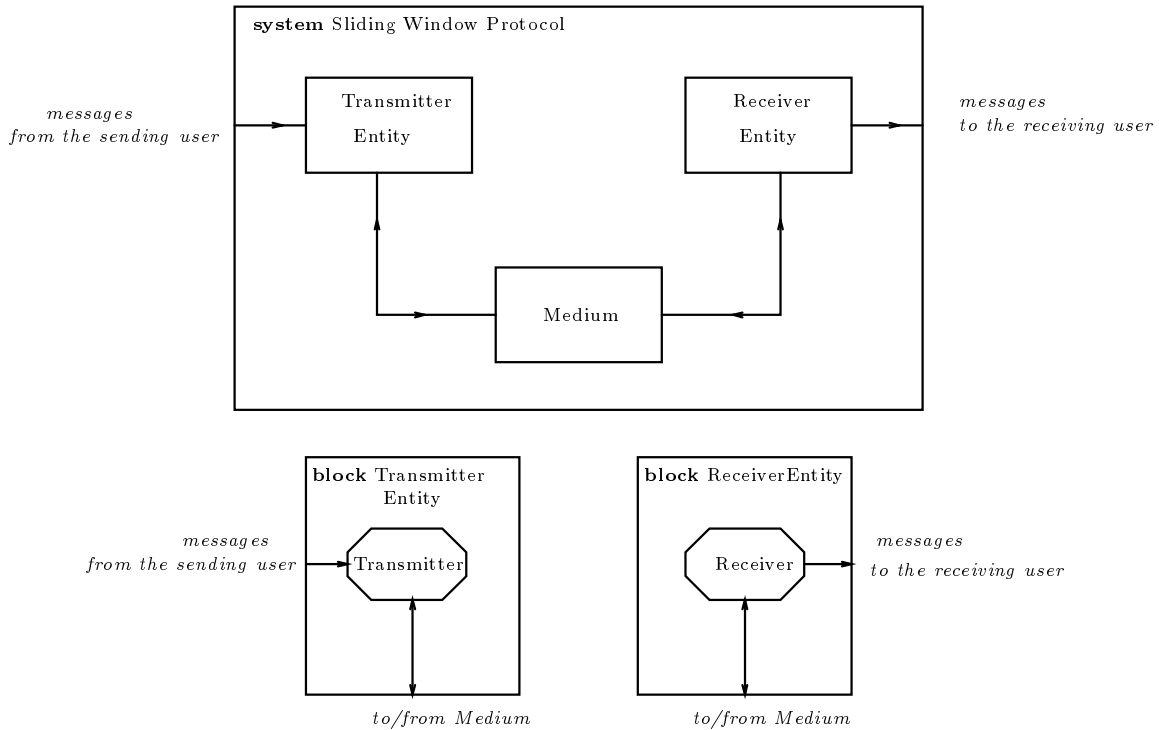 system Sliding Window Protocol
messages
from the sending user
Transmitter
Entity
Receiver
Entity
messages
to the receiving user
Medium
block Transmitter
Entity
messages
from the sending user
Transmitter
to/from Medium
block ReceiverEntity
Receiver
messages
to the receiving user
to/from Medium